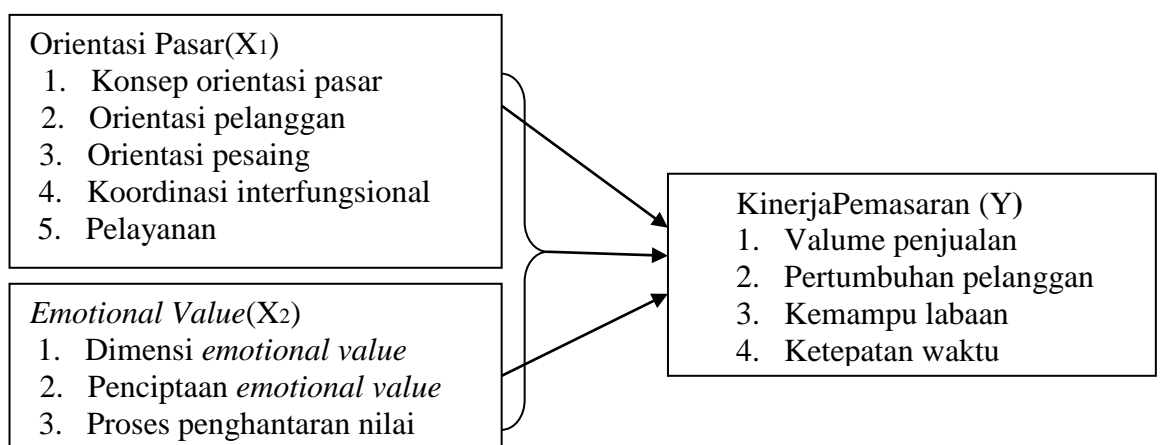 Orientasi Pasar(X1)
1. Konsep orientasi pasar
2. Orientasi pelanggan
3. Orientasi pesaing
4. Koordinasi interfungsional
5. Pelayanan
Emotional Value(X2)
1. Dimensi emotional value
2. Penciptaan emotional value
3. Proses penghantaran nilai
KinerjaPemasaran (Y)
1. Valume penjualan
2. Pertumbuhan pelanggan
3. Kemampu labaan
4. Ketepatan waktu